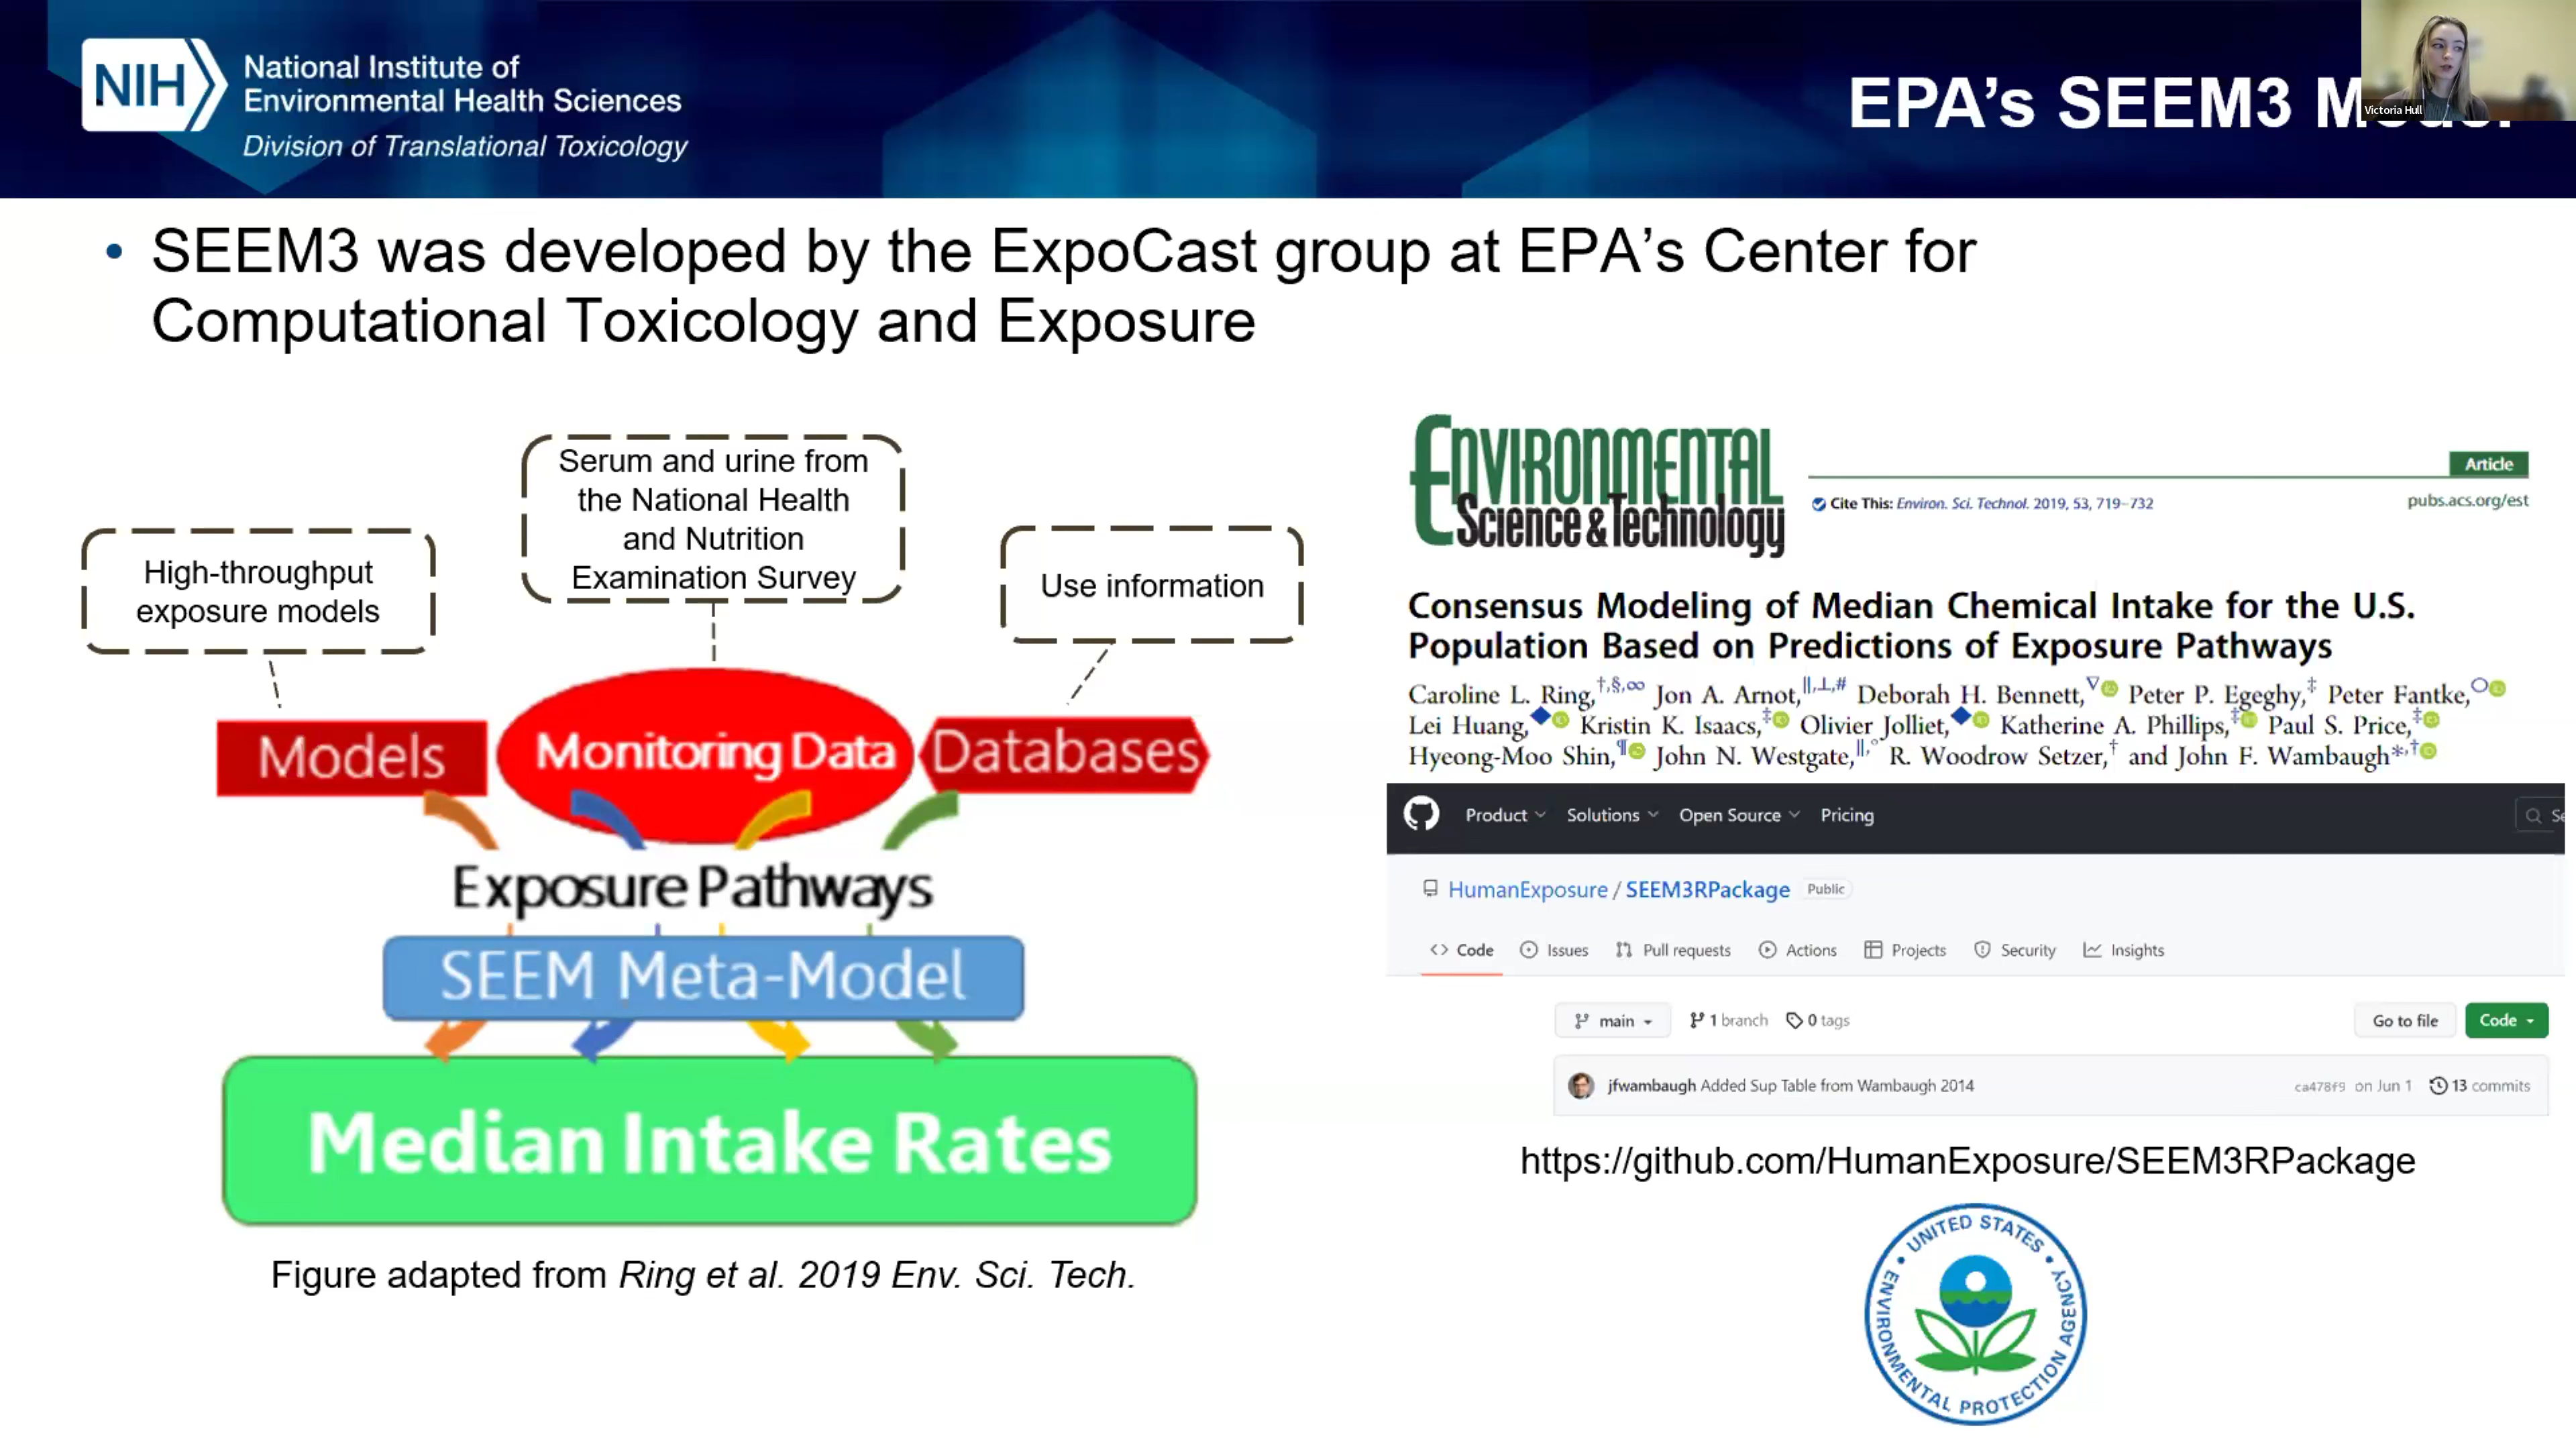 NIH
National Institute of
Environmental Health Sciences
Division of Translational Toxicology
EPA's SEEM3
Victoria Hull
• SEEM3 was developed by the ExpoCast group at EPA's Center for
Computational Toxicology and Exposure
High-throughput
exposure models
Serum and urine from
the National Health
and Nutrition
Examination Survey
Use information
Models
Monitoring Data
Databases
Exposure Pathways
SEEM Meta-Model
Median Intake Rates
Figure adapted from Ring et al. 2019 Env. Sci. Tech.
ENVIRONMENTAL
Science & Technology
Article
Cite This: Environ. Sci. Technol. 2019, 53, 719–732
pubs.acs.org/est
Consensus Modeling of Median Chemical Intake for the U.S.
Population Based on Predictions of Exposure Pathways
Caroline L. Ring,†,§,∞ Jon A. Arnot,∥,⊥,# Deborah H. Bennett,∇ Peter P. Egeghy,‡ Peter Fantke,○
Lei Huang,◆ Kristin K. Isaacs,‡ Olivier Jolliet,◆ Katherine A. Phillips,‡ Paul S. Price,‡
Hyeong-Moo Shin,¶ John N. Westgate,∥,° R. Woodrow Setzer,† and John F. Wambaugh*,†
Product Solutions Open Source Pricing
HumanExposure / SEEM3RPackage Public
<> Code Issues Pull requests Actions Projects Security Insights
main 1 branch 0 tags Go to file Code
jfwambaugh Added Sup Table from Wambaugh 2014 ca478f9 on Jun 1 13 commits
https://github.com/HumanExposure/SEEM3RPackage
UNITED STATES
ENVIRONMENTAL PROTECTION AGENCY